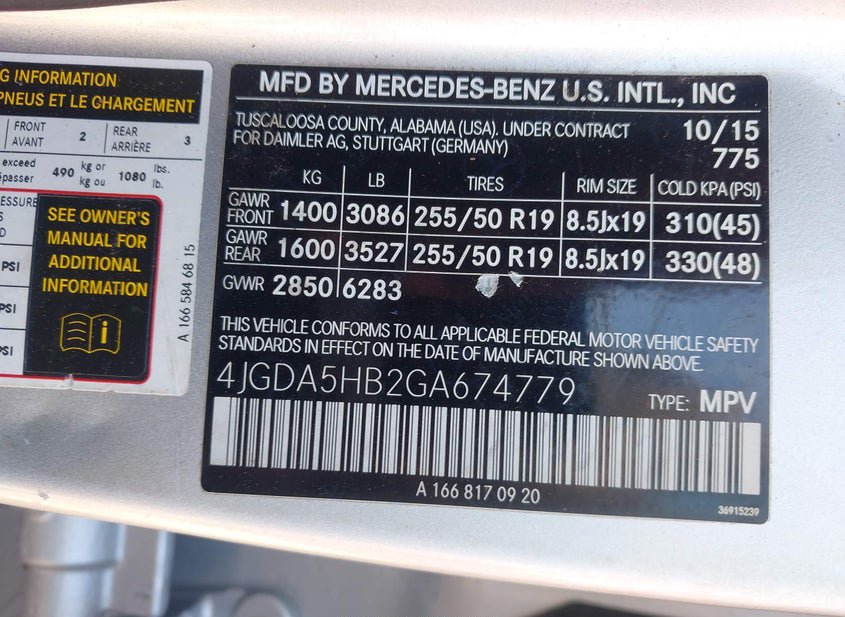 G INFORMATION
PNEUS ET LE CHARGEMENT
FRONT
AVANT
2
REAR
ARRIÈRE
3
exceed
490
kg or
kg ou
1080
lbs.
lb.
SEE OWNER'S
MANUAL FOR
ADDITIONAL
INFORMATION
PSI
PSI
PSI
A 166 584 68 15
MFD BY MERCEDES-BENZ U.S. INTL., INC
TUSCALOOSA COUNTY, ALABAMA (USA). UNDER CONTRACT
FOR DAIMLER AG, STUTTGART (GERMANY)
10/15
775
KG LB TIRES RIM SIZE COLD KPA(PSI)
GAWR
FRONT 1400 3086 255/50 R19 8.5Jx19 310(45)
GAWR
REAR 1600 3527 255/50 R19 8.5Jx19 330(48)
GVWR 2850 6283
THIS VEHICLE CONFORMS TO ALL APPLICABLE FEDERAL MOTOR VEHICLE SAFETY
STANDARDS IN EFFECT ON THE DATE OF MANUFACTURE SHOWN ABOVE.
4JGDA5HB2GA674779
TYPE: MPV
A 166 817 09 20
36915239